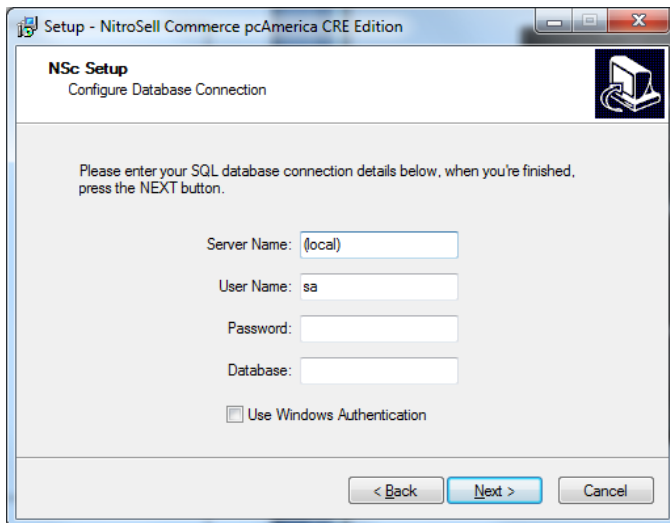 Setup - NitroSell Commerce pcAmerica CRE Edition
NSc Setup
Configure Database Connection
Please enter your SQL database connection details below, when you're finished,
press the NEXT button.
Server Name: (local)
User Name: sa
Password:
Database:
Use Windows Authentication
< Back Next > Cancel